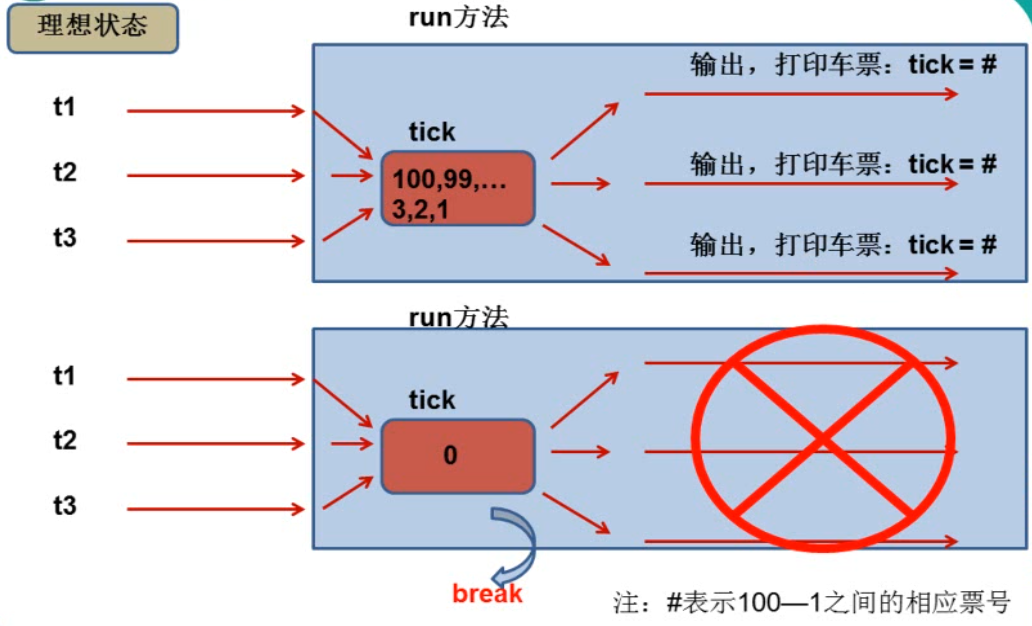 理想状态
run方法
输出，打印车票：tick = #
t1
tick
t2
100,99,…
输出，打印车票：tick = #
3,2,1
t3
输出，打印车票：tick = #
run方法
t1
tick
t2
0
t3
break
注：#表示100—1之间的相应票号